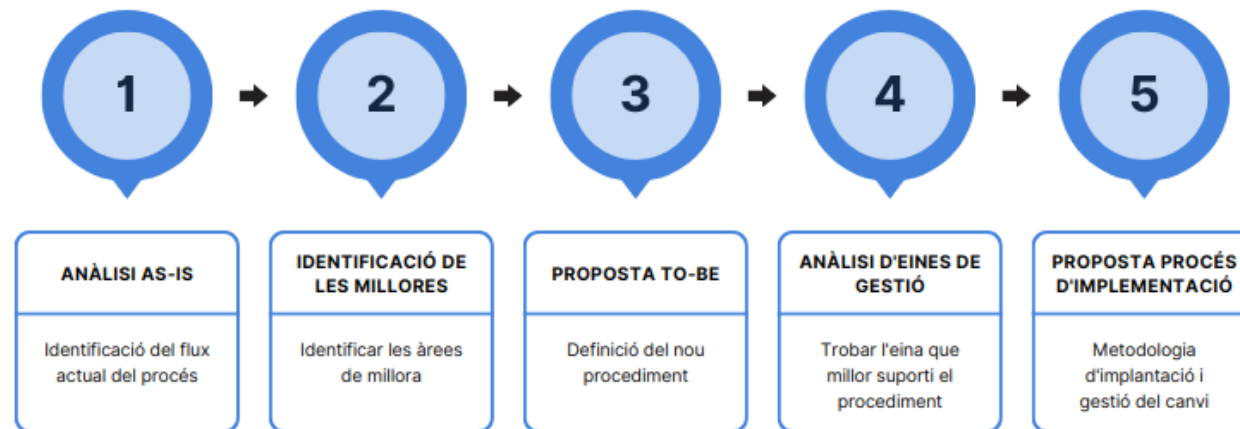 1
2
3
4
5
ANÀLISI AS-IS
Identificació del flux
actual del procés
IDENTIFICACIÓ DE
LES MILLORES
Identificar les àrees
de millora
PROPOSTA TO-BE
Definició del nou
procediment
ANÀLISI D'EINES DE
GESTIÓ
Trobar l'eina que
millor suporti el
procediment
PROPOSTA PROCÉS
D'IMPLEMENTACIÓ
Metodologia
d'implantació i
gestió del canvi